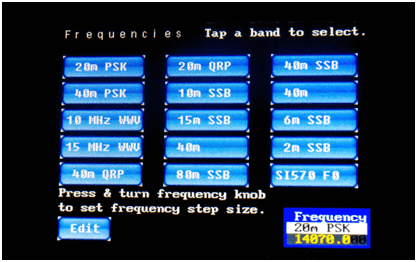 Frequencies Tap a band to select.
20m PSK 20m QRP 40m SSB
40m PSK 10m SSB 40m
10 MHz WWV 15m SSB 6m SSB
15 MHz WWV 40m 2m SSB
40m QRP 80m SSB SI570 F0
Press & turn frequency knob
to set frequency step size.
Edit
Frequency
20m PSK
14070.000